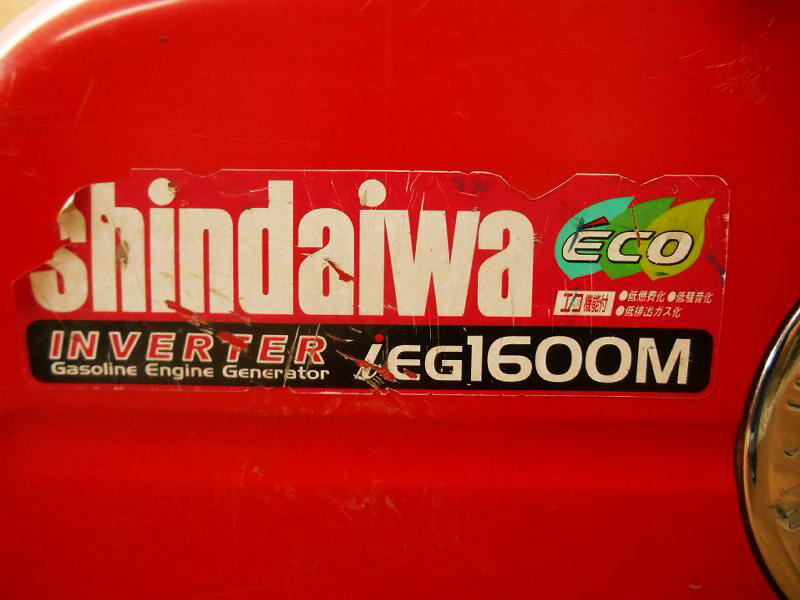 shindaiwa
ECO
エコ機能付 ●低燃費化 ●低騒音化
●低排出ガス化
INVERTER
Gasoline Engine Generator
iEG1600M